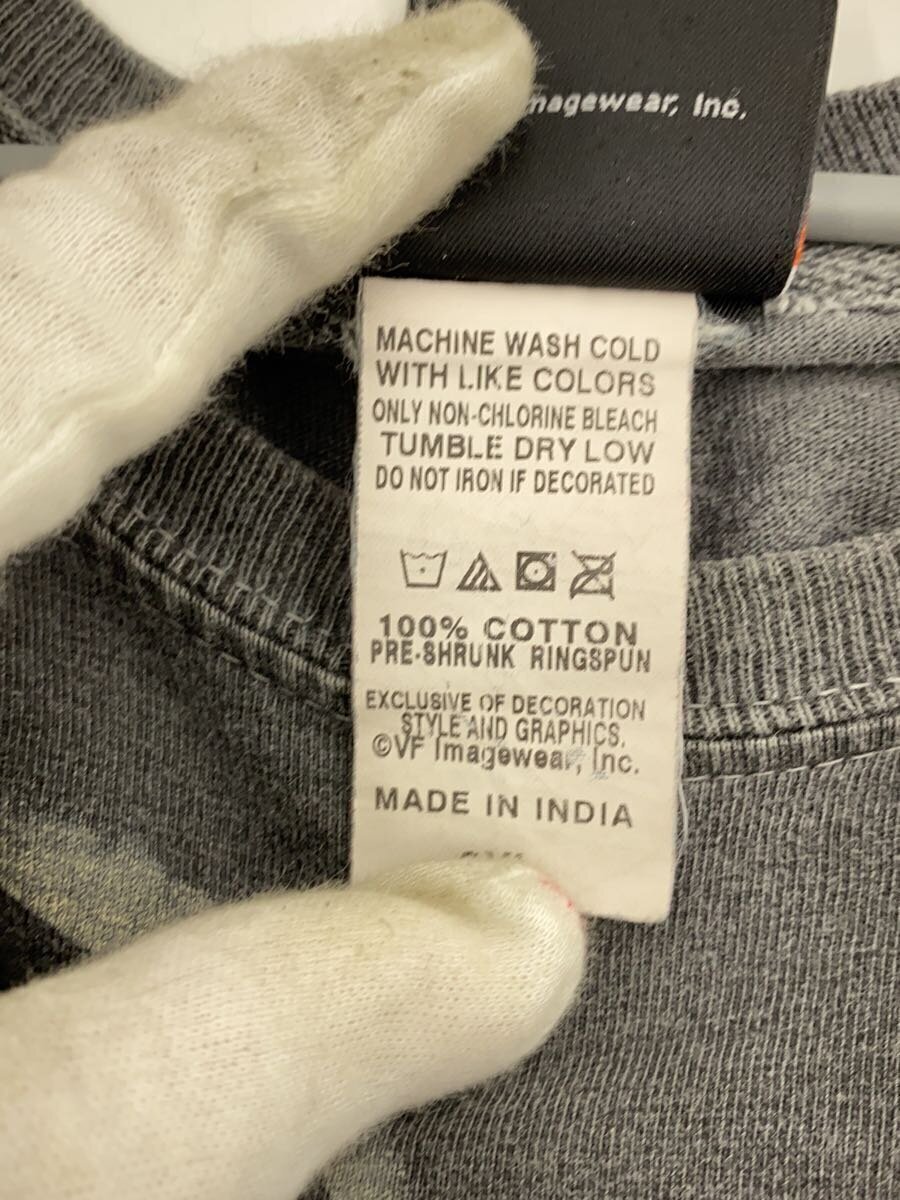 magewear, Inc.
MACHINE WASH COLD
WITH LIKE COLORS
ONLY NON-CHLORINE BLEACH
TUMBLE DRY LOW
DO NOT IRON IF DECORATED
100% COTTON
PRE-SHRUNK RINGSPUN
EXCLUSIVE OF DECORATION
STYLE AND GRAPHICS.
©VF Imagewear, Inc.
MADE IN INDIA